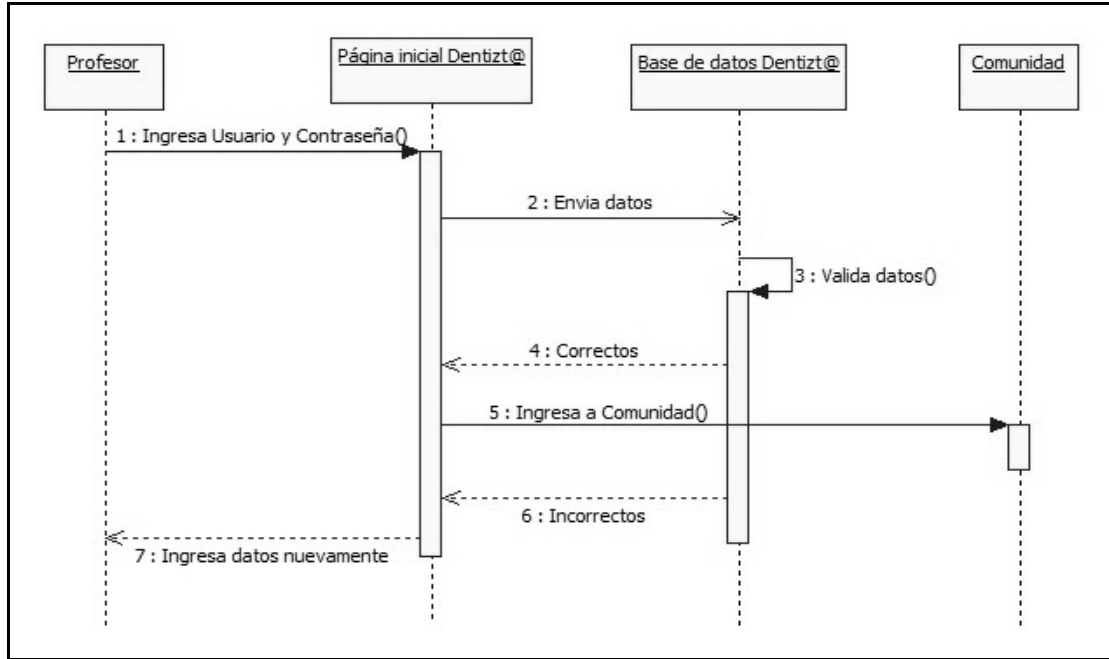 Profesor
Página inicial Dentizt@
Base de datos Dentizt@
Comunidad
1 : Ingresa Usuario y Contraseña()
2 : Envia datos
3 : Valida datos()
4 : Correctos
5 : Ingresa a Comunidad()
6 : Incorrectos
7 : Ingresa datos nuevamente